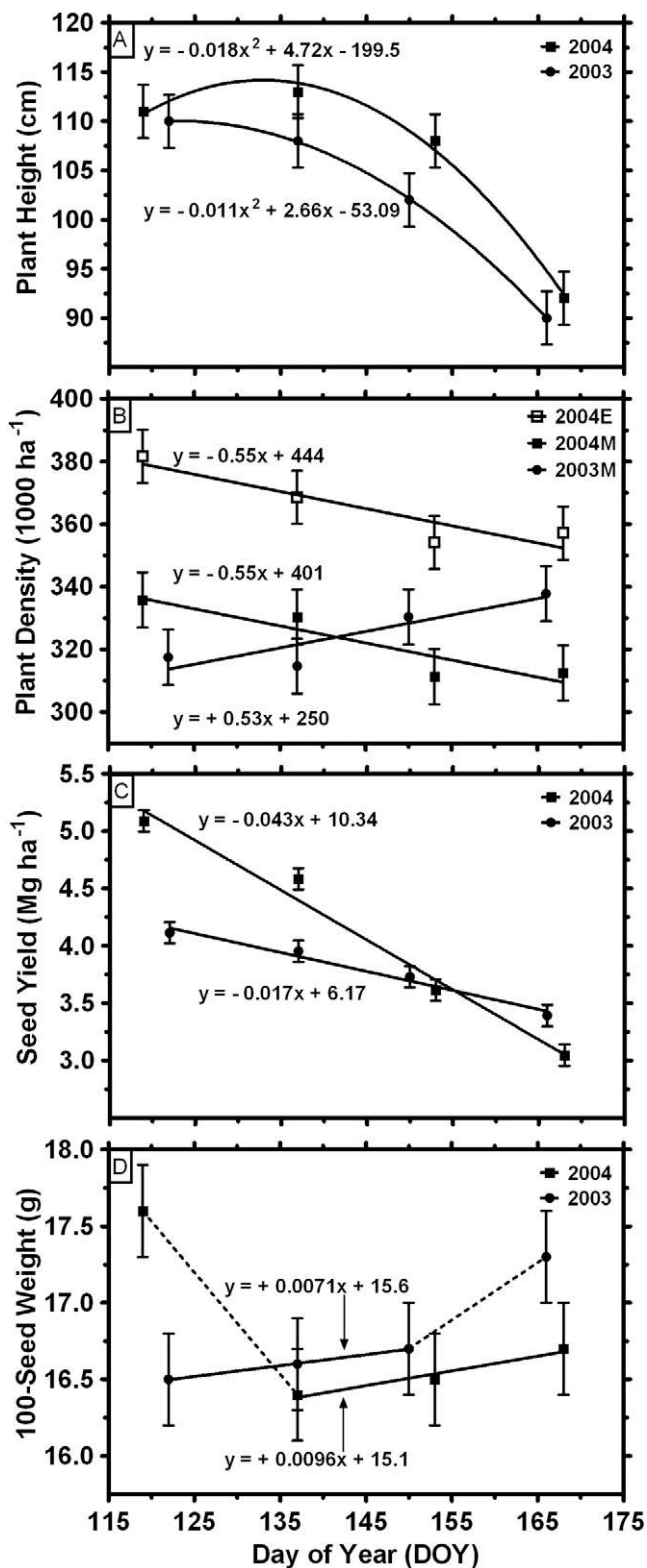 A
y = - 0.018x² + 4.72x - 199.5
2004
2003
120
115
110
105
100
95
90
Plant Height (cm)
y = - 0.011x² + 2.66x - 53.09
B
2004E
2004M
2003M
400
380
360
340
320
300
Plant Density (1000 ha⁻¹)
y = - 0.55x + 444
y = - 0.55x + 401
y = + 0.53x + 250
C
2004
2003
5.5
5.0
4.5
4.0
3.5
3.0
Seed Yield (Mg ha⁻¹)
y = - 0.043x + 10.34
y = - 0.017x + 6.17
D
2004
2003
18.0
17.5
17.0
16.5
16.0
100-Seed Weight (g)
y = + 0.0071x + 15.6
y = + 0.0096x + 15.1
115 125 135 145 155 165 175
Day of Year (DOY)